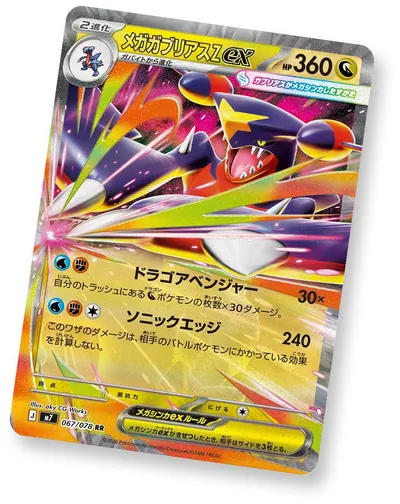 2進化
メガガブリアスZex
HP360
ガバイトから進化
ガブリアスがメガシンカしたすがた
ドラゴアベンジャー 30×
自分のトラッシュにあるポケモンの枚数×30ダメージ。
ソニックエッジ 240
このワザのダメージは、相手のバトルポケモンにかかっている効果
を計算しない。
弱点 抵抗力 にげる
Illus. oky CG Works
メガシンカexルール
メガシンカexがきぜつしたとき、相手はサイドを3枚とる。
J 067/078 RR